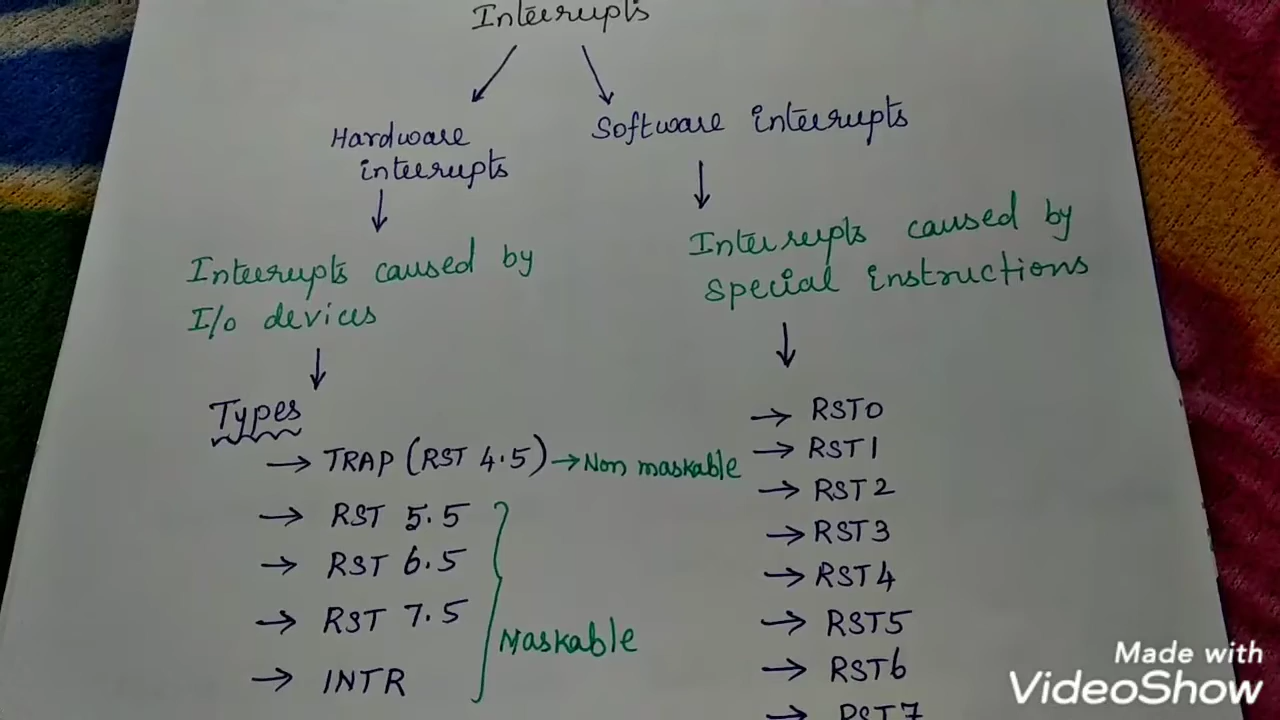 Interrupts
Hardware
interrupts
Software interrupts
Interrupts caused by
I/o devices
Interrupts caused by
special instructions
Types
→ TRAP (RST 4.5) → Non maskable
→ RST 5.5
→ RST 6.5
→ RST 7.5
→ INTR
Maskable
→ RST0
→ RST1
→ RST2
→ RST3
→ RST4
→ RST5
→ RST6
→ RST7
Made with
VideoShow